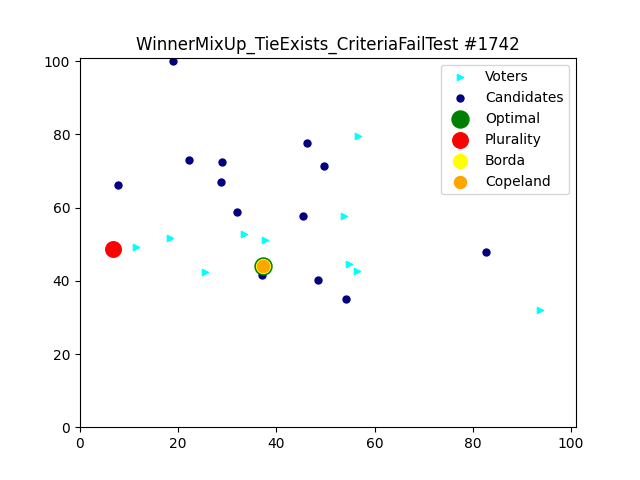 WinnerMixUp_TieExists_CriteriaFailTest #1742
100
80
60
40
20
0
0 20 40 60 80 100
Voters
Candidates
Optimal
Plurality
Borda
Copeland